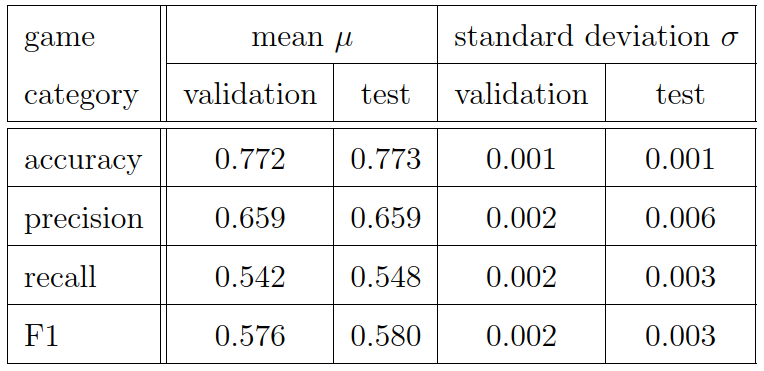 game mean μ standard deviation σ
category validation test validation test
accuracy 0.772 0.773 0.001 0.001
precision 0.659 0.659 0.002 0.006
recall 0.542 0.548 0.002 0.003
F1 0.576 0.580 0.002 0.003